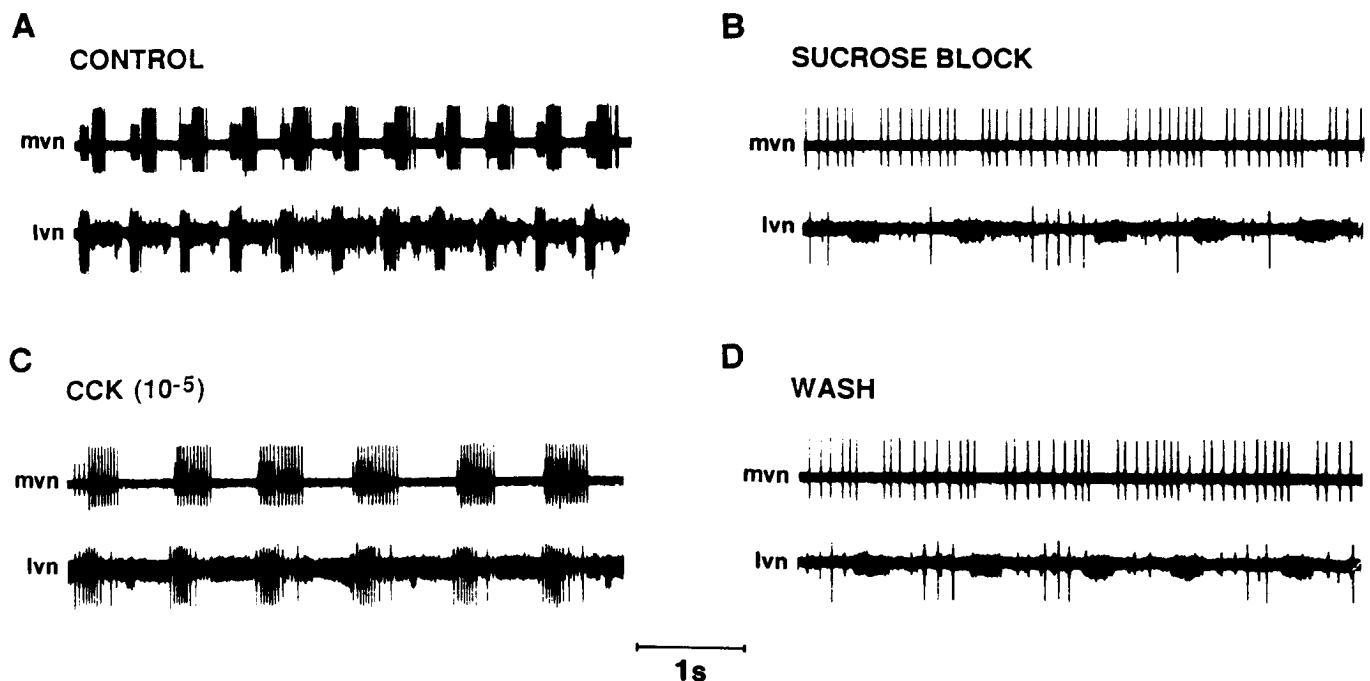 A
CONTROL
mvn
lvn
B
SUCROSE BLOCK
mvn
lvn
C
CCK (10-5)
mvn
lvn
D
WASH
mvn
lvn
1s